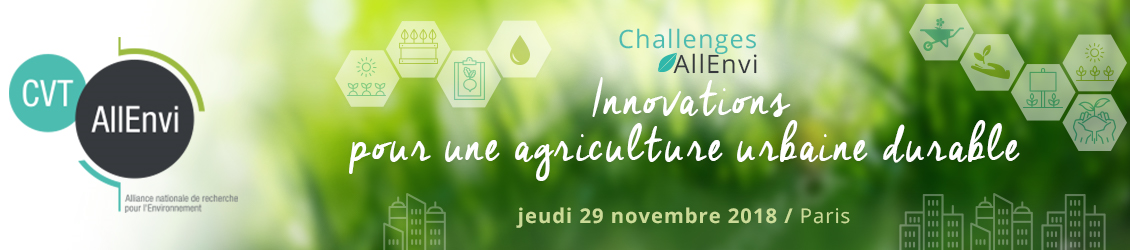 CVT
AllEnvi
Alliance nationale de recherche
pour l'Environnement
Challenges
AllEnvi
Innovations
pour une agriculture urbaine durable
jeudi 29 novembre 2018 / Paris